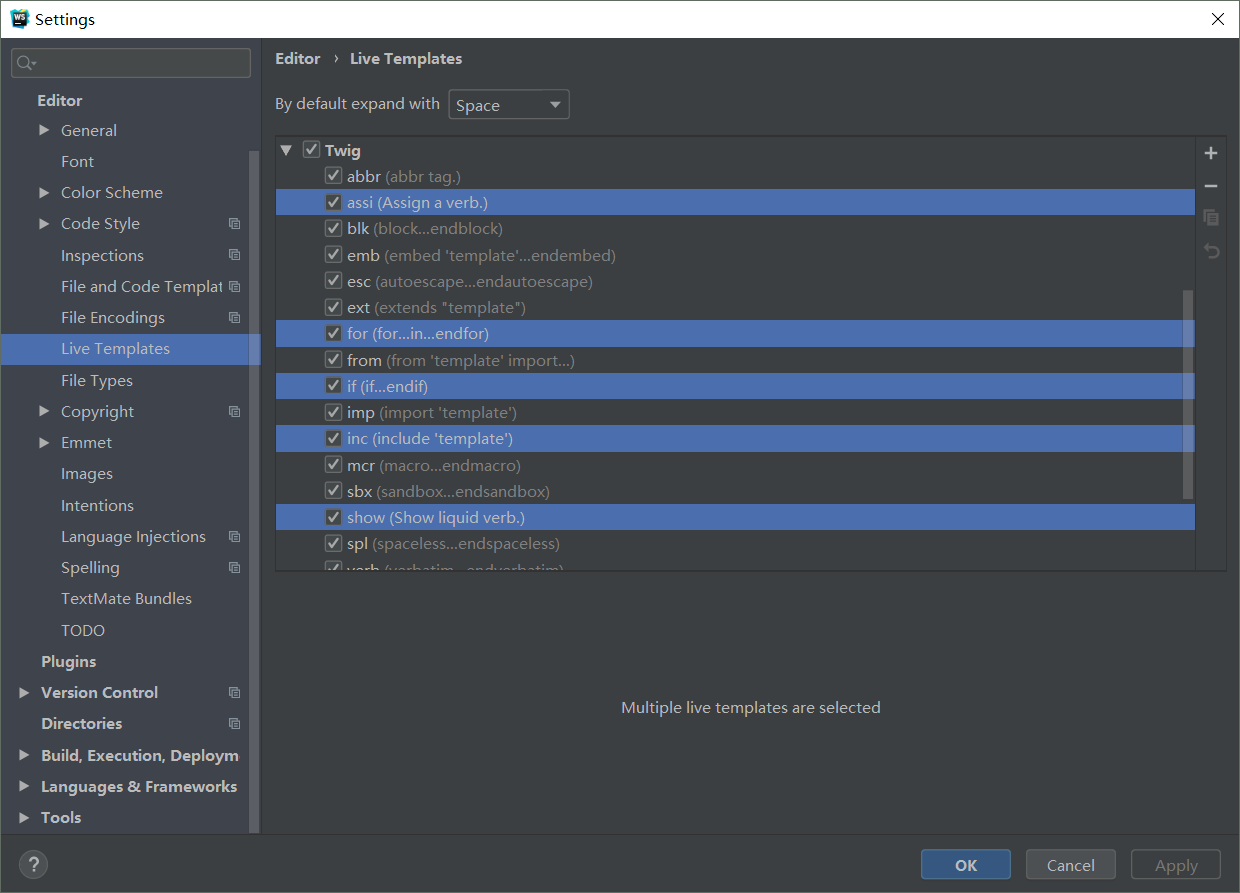 WS Settings
Editor
General
Font
Color Scheme
Code Style
Inspections
File and Code Templat
File Encodings
Live Templates
File Types
Copyright
Emmet
Images
Intentions
Language Injections
Spelling
TextMate Bundles
TODO
Plugins
Version Control
Directories
Build, Execution, Deploym
Languages & Frameworks
Tools
Editor › Live Templates
By default expand with Space
Twig
abbr (abbr tag.)
assi (Assign a verb.)
blk (block...endblock)
emb (embed 'template'...endembed)
esc (autoescape...endautoescape)
ext (extends "template")
for (for...in...endfor)
from (from 'template' import...)
if (if...endif)
imp (import 'template')
inc (include 'template')
mcr (macro...endmacro)
sbx (sandbox...endsandbox)
show (Show liquid verb.)
spl (spaceless...endspaceless)
verb (verbatim...endverbatim)
Multiple live templates are selected
?
OK
Cancel
Apply